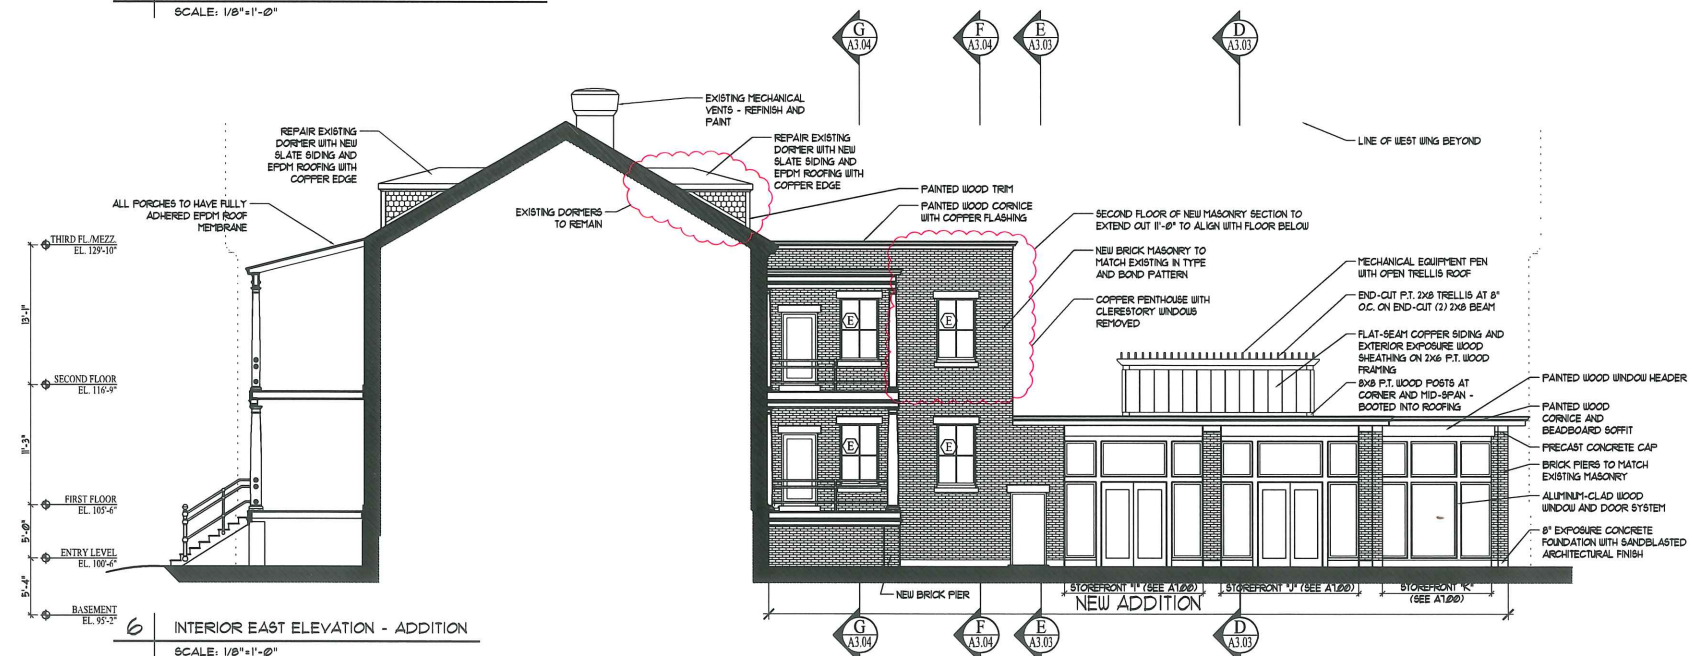 SCALE: 1/8"=1'-0"
G
A3.04
F
A3.04
E
A3.03
D
A3.03
EXISTING MECHANICAL
VENTS - REFINISH AND
PAINT
REPAIR EXISTING
DORMER WITH NEW
SLATE SIDING AND
EPDM ROOFING WITH
COPPER EDGE
REPAIR EXISTING
DORMER WITH NEW
SLATE SIDING AND
EPDM ROOFING WITH
COPPER EDGE
LINE OF WEST WING BEYOND
ALL PORCHES TO HAVE FULLY
ADHERED EPDM ROOF
MEMBRANE
EXISTING DORMERS
TO REMAIN
PAINTED WOOD TRIM
PAINTED WOOD CORNICE
WITH COPPER FLASHING
SECOND FLOOR OF NEW MASONRY SECTION TO
EXTEND OUT 11'-0" TO ALIGN WITH FLOOR BELOW
NEW BRICK MASONRY TO
MATCH EXISTING IN TYPE
AND BOND PATTERN
COPPER PENTHOUSE WITH
CLERESTORY WINDOWS
REMOVED
MECHANICAL EQUIPMENT PEN
WITH OPEN TRELLIS ROOF
END-CUT P.T. 2X8 TRELLIS AT 8"
O.C. ON END-CUT (2) 2X8 BEAM
FLAT-SEAM COPPER SIDING AND
EXTERIOR EXPOSURE WOOD
SHEATHING ON 2X6 P.T. WOOD
FRAMING
8X8 P.T. WOOD POSTS AT
CORNER AND MID-SPAN -
BOOTED INTO ROOFING
PAINTED WOOD WINDOW HEADER
PAINTED WOOD
CORNICE AND
BEADBOARD SOFFIT
PRECAST CONCRETE CAP
BRICK PIERS TO MATCH
EXISTING MASONRY
ALUMINUM-CLAD WOOD
WINDOW AND DOOR SYSTEM
8" EXPOSURE CONCRETE
FOUNDATION WITH SANDBLASTED
ARCHITECTURAL FINISH
THIRD FL./MEZZ.
EL. 129'-10"
13'-1"
SECOND FLOOR
EL. 116'-9"
11'-3"
FIRST FLOOR
EL. 105'-6"
5'-0"
ENTRY LEVEL
EL. 100'-6"
5'-4"
BASEMENT
EL. 95'-2"
E
E
E
E
NEW BRICK PIER
STOREFRONT "I" (SEE A7.00)
STOREFRONT "J" (SEE A7.00)
STOREFRONT "K"
(SEE A7.00)
NEW ADDITION
G
A3.04
F
A3.04
E
A3.03
D
A3.03
6
INTERIOR EAST ELEVATION - ADDITION
SCALE: 1/8"=1'-0"